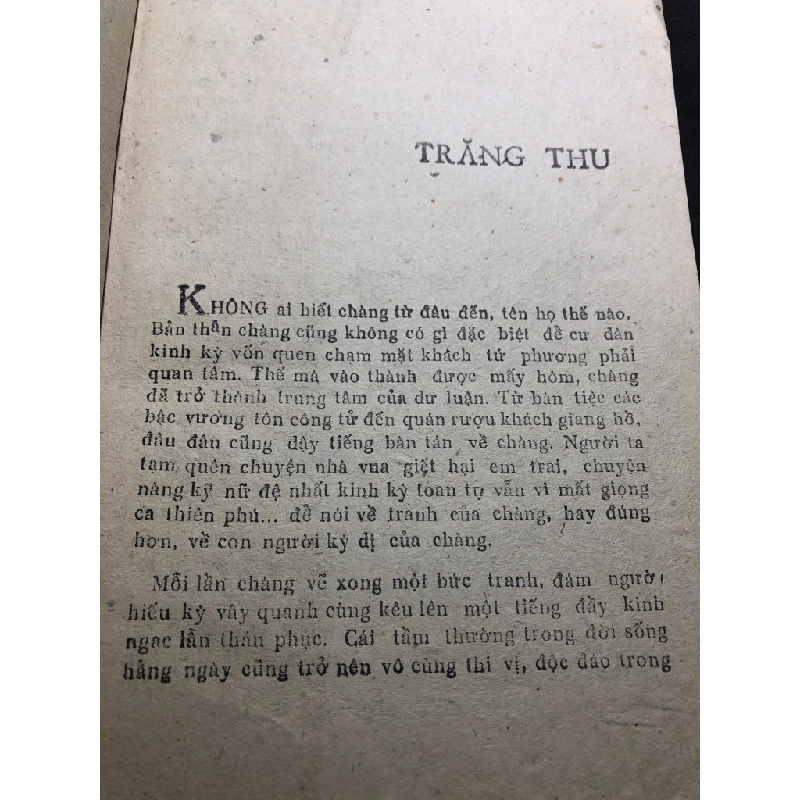 TRĂNG THU
KHÔNG ai biết chàng từ đâu đến, tên họ thế nào.
Bản thân chàng cũng không có gì đặc biệt để cư dân
kinh kỳ vốn quen chạm mặt khách tứ phương phải
quan tâm. Thế mà vào thành được mấy hôm, chàng
đã trở thành trung tâm của dư luận. Từ bàn tiệc các
bậc vương tôn công tử đến quán rượu khách giang hồ,
đâu đâu cũng dậy tiếng bàn tán về chàng. Người ta
tạm quên chuyện nhà vua giết hại em trai, chuyện
nàng kỹ nữ đệ nhất kinh kỳ toan tự vẫn vì mất giọng
ca thiên phú... để nói về tranh của chàng, hay đúng
hơn, về con người kỳ dị của chàng.
Mỗi lần chàng vẽ xong một bức tranh, đám người
hiếu kỳ vây quanh cùng kêu lên một tiếng đầy kinh
ngạc lẫn thán phục. Cái tầm thường trong đời sống
hằng ngày cũng trở nên vô cùng thi vị, độc đáo trong